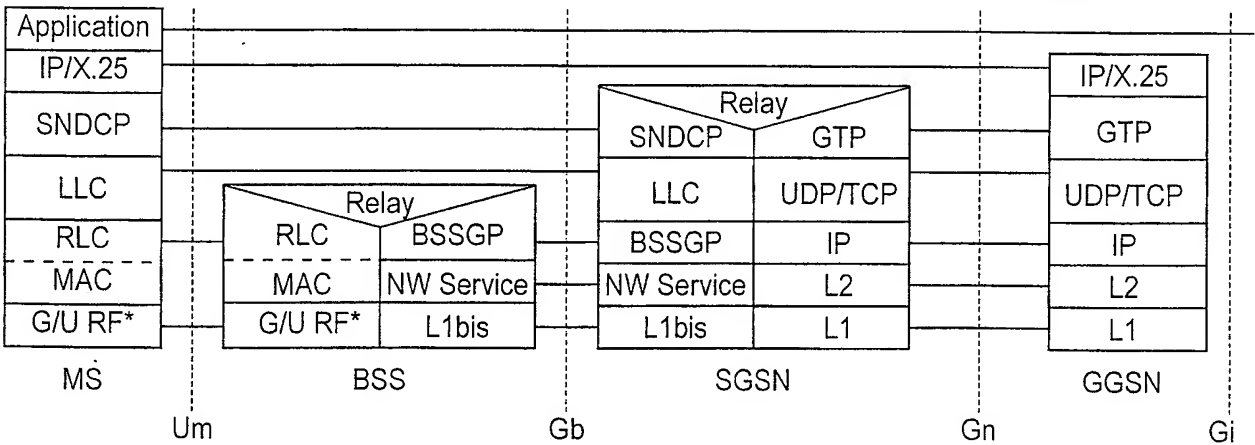 Application
IP/X.25
SNDCP
LLC
RLC
MAC
G/U RF*
MS
Um
Relay
RLC
BSSGP
MAC
NW Service
G/U RF*
L1bis
BSS
Gb
Relay
SNDCP
GTP
LLC
UDP/TCP
BSSGP
IP
NW Service
L2
L1bis
L1
SGSN
Gn
IP/X.25
GTP
UDP/TCP
IP
L2
L1
GGSN
Gi